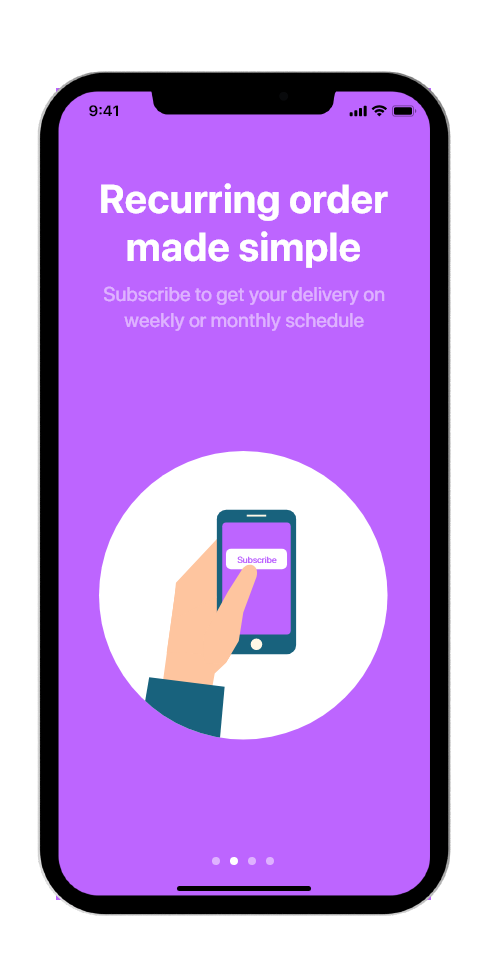 9:41
Recurring order
made simple
Subscribe to get your delivery on
weekly or monthly schedule
Subscribe